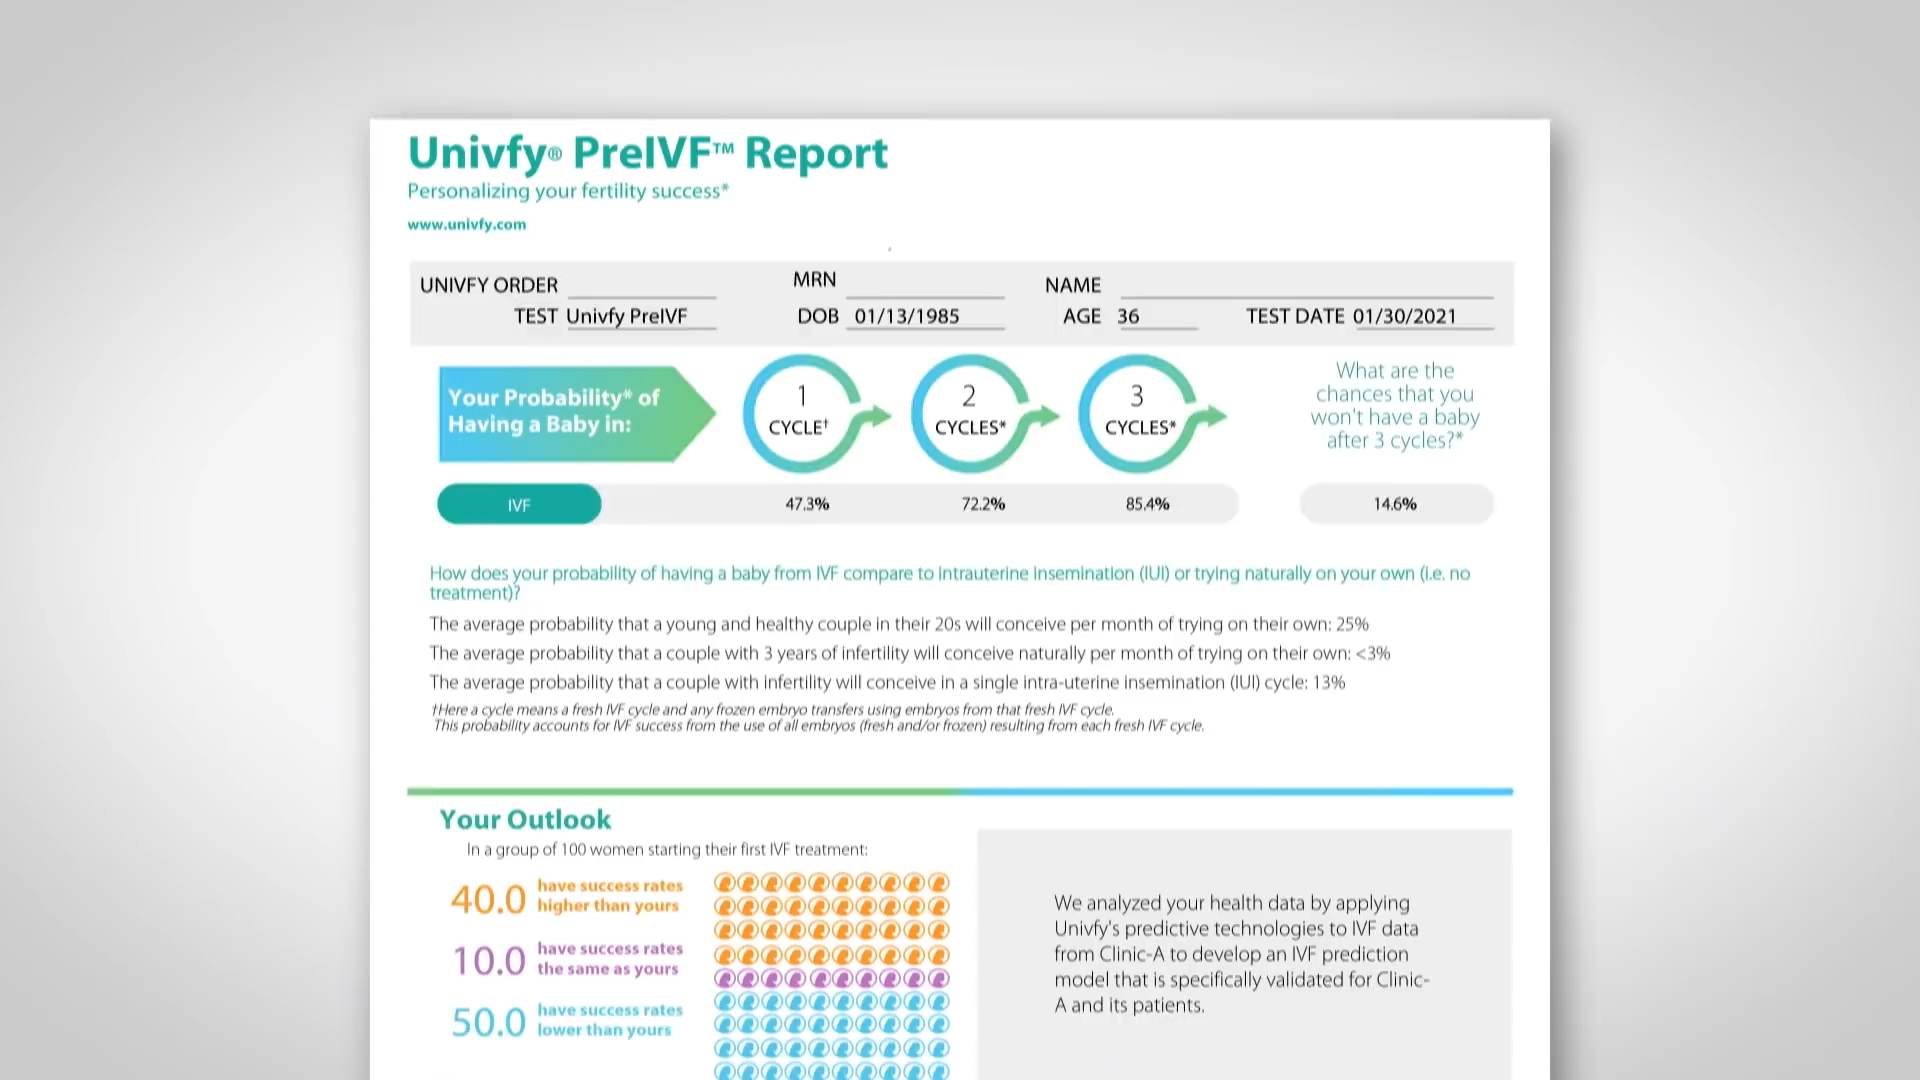 Univfy® PreIVF™ Report
Personalizing your fertility success*
www.univfy.com
UNIVFY ORDER MRN NAME
TEST Univfy PreIVF DOB 01/13/1985 AGE 36 TEST DATE 01/30/2021
Your Probability* of
Having a Baby in:
1
CYCLE†
2
CYCLES*
3
CYCLES*
What are the
chances that you
won't have a baby
after 3 cycles?*
IVF 47.3% 72.2% 85.4% 14.6%
How does your probability of having a baby from IVF compare to intrauterine insemination (IUI) or trying naturally on your own (i.e. no
treatment)?
The average probability that a young and healthy couple in their 20s will conceive per month of trying on their own: 25%
The average probability that a couple with 3 years of infertility will conceive naturally per month of trying on their own: <3%
The average probability that a couple with infertility will conceive in a single intra-uterine insemination (IUI) cycle: 13%
†Here a cycle means a fresh IVF cycle and any frozen embryo transfers using embryos from that fresh IVF cycle.
This probability accounts for IVF success from the use of all embryos (fresh and/or frozen) resulting from each fresh IVF cycle.
Your Outlook
In a group of 100 women starting their first IVF treatment:
40.0 have success rates
higher than yours
10.0 have success rates
the same as yours
50.0 have success rates
lower than yours
We analyzed your health data by applying
Univfy's predictive technologies to IVF data
from Clinic-A to develop an IVF prediction
model that is specifically validated for Clinic-
A and its patients.